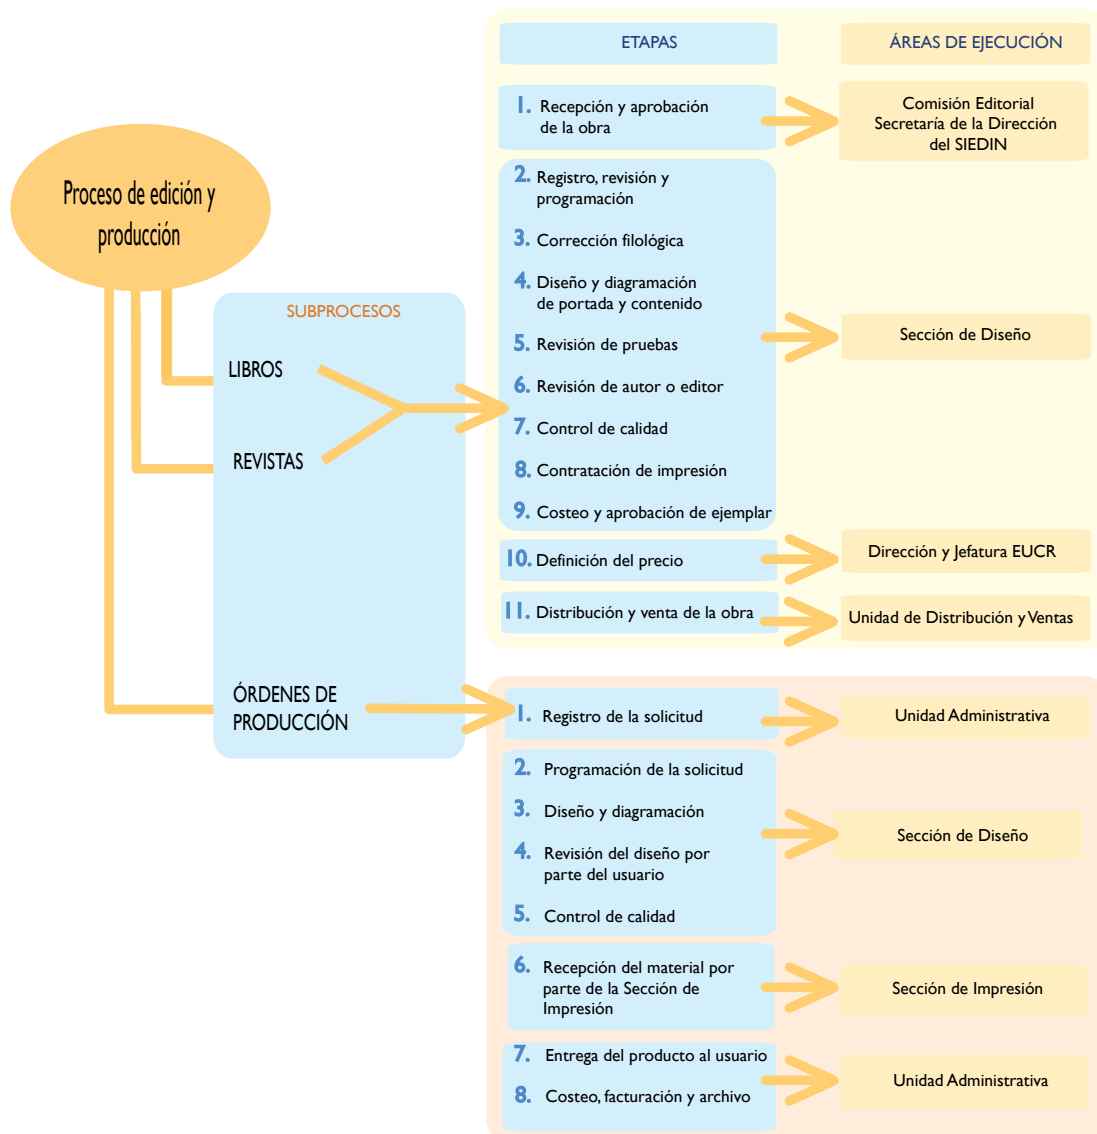 Proceso de edición y
producción
SUBPROCESOS
LIBROS
REVISTAS
ÓRDENES DE
PRODUCCIÓN
ETAPAS
ÁREAS DE EJECUCIÓN
1. Recepción y aprobación
de la obra
Comisión Editorial
Secretaría de la Dirección
del SIEDIN
2. Registro, revisión y
programación
3. Corrección filológica
4. Diseño y diagramación
de portada y contenido
5. Revisión de pruebas
6. Revisión de autor o editor
7. Control de calidad
8. Contratación de impresión
9. Costeo y aprobación de ejemplar
Sección de Diseño
10. Definición del precio
Dirección y Jefatura EUCR
11. Distribución y venta de la obra
Unidad de Distribución y Ventas
1. Registro de la solicitud
Unidad Administrativa
2. Programación de la solicitud
3. Diseño y diagramación
4. Revisión del diseño por
parte del usuario
5. Control de calidad
Sección de Diseño
6. Recepción del material por
parte de la Sección de
Impresión
Sección de Impresión
7. Entrega del producto al usuario
8. Costeo, facturación y archivo
Unidad Administrativa